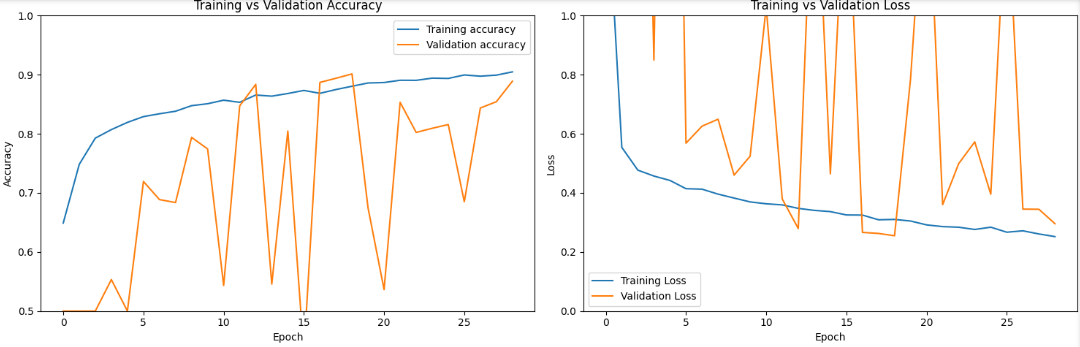 Training vs Validation Accuracy
1.0
0.9
0.8
0.7
0.6
0.5
Accuracy
Training accuracy
Validation accuracy
0 5 10 15 20 25
Epoch
Training vs Validation Loss
1.0
0.8
0.6
0.4
0.2
0.0
Loss
Training Loss
Validation Loss
0 5 10 15 20 25
Epoch